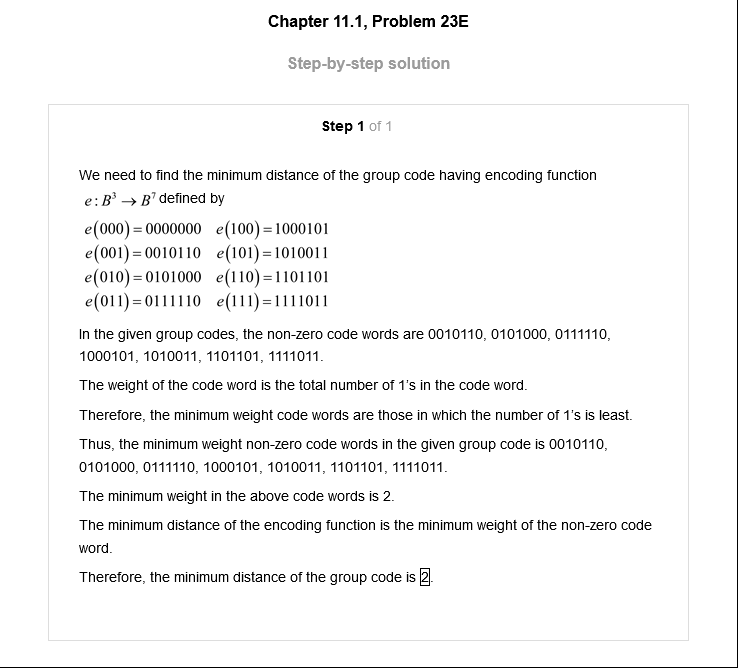 Chapter 11.1, Problem 23E
Step-by-step solution
Step 1 of 1
We need to find the minimum distance of the group code having encoding function
e : B³ → B⁷ defined by
e(000) = 0000000 e(100) = 1000101
e(001) = 0010110 e(101) = 1010011
e(010) = 0101000 e(110) = 1101101
e(011) = 0111110 e(111) = 1111011
In the given group codes, the non-zero code words are 0010110, 0101000, 0111110,
1000101, 1010011, 1101101, 1111011.
The weight of the code word is the total number of 1's in the code word.
Therefore, the minimum weight code words are those in which the number of 1's is least.
Thus, the minimum weight non-zero code words in the given group code is 0010110,
0101000, 0111110, 1000101, 1010011, 1101101, 1111011.
The minimum weight in the above code words is 2.
The minimum distance of the encoding function is the minimum weight of the non-zero code
word.
Therefore, the minimum distance of the group code is 2.